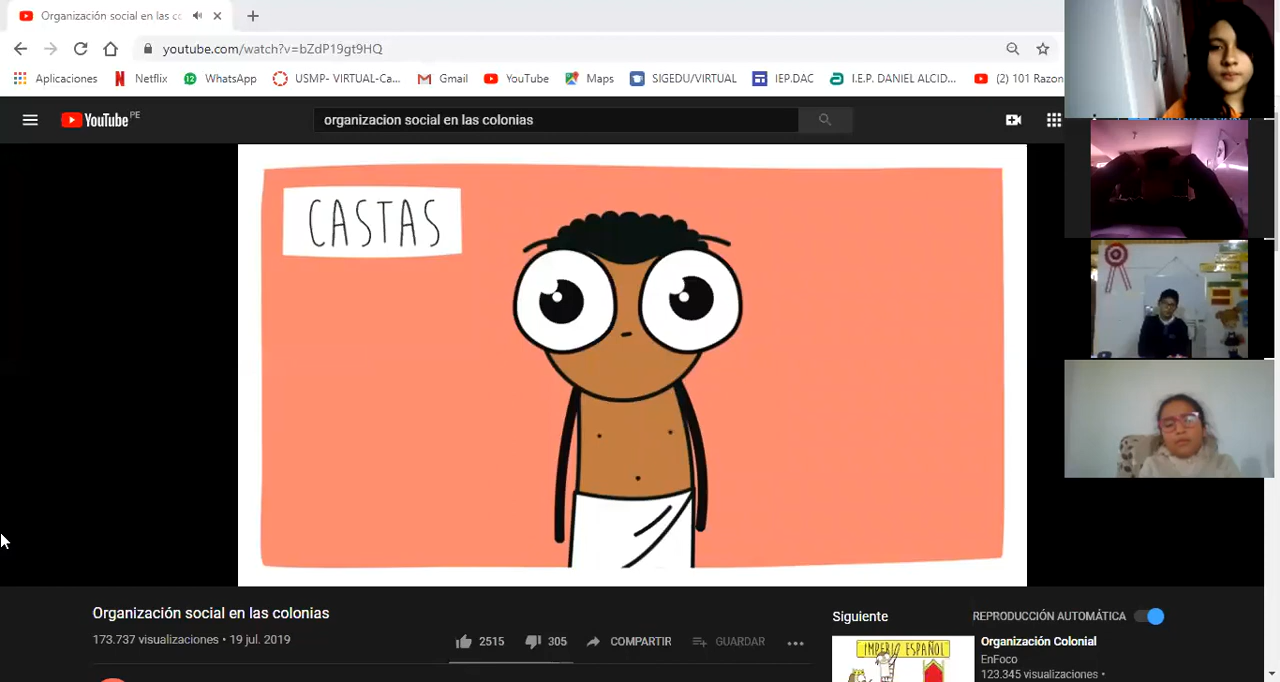 Organización social en las co
youtube.com/watch?v=bZdP19gt9HQ
Aplicaciones Netflix WhatsApp USMP- VIRTUAL-Ca... Gmail YouTube Maps SIGEDU/VIRTUAL IEP.DAC I.E.P. DANIEL ALCID... (2) 101 Razon
YouTube PE
organizacion social en las colonias
CASTAS
Organización social en las colonias
173.737 visualizaciones • 19 jul. 2019
2515 305 COMPARTIR GUARDAR
Siguiente
REPRODUCCIÓN AUTOMÁTICA
IMPERIO ESPAÑOL
Organización Colonial
EnFoco
123.345 visualizaciones •